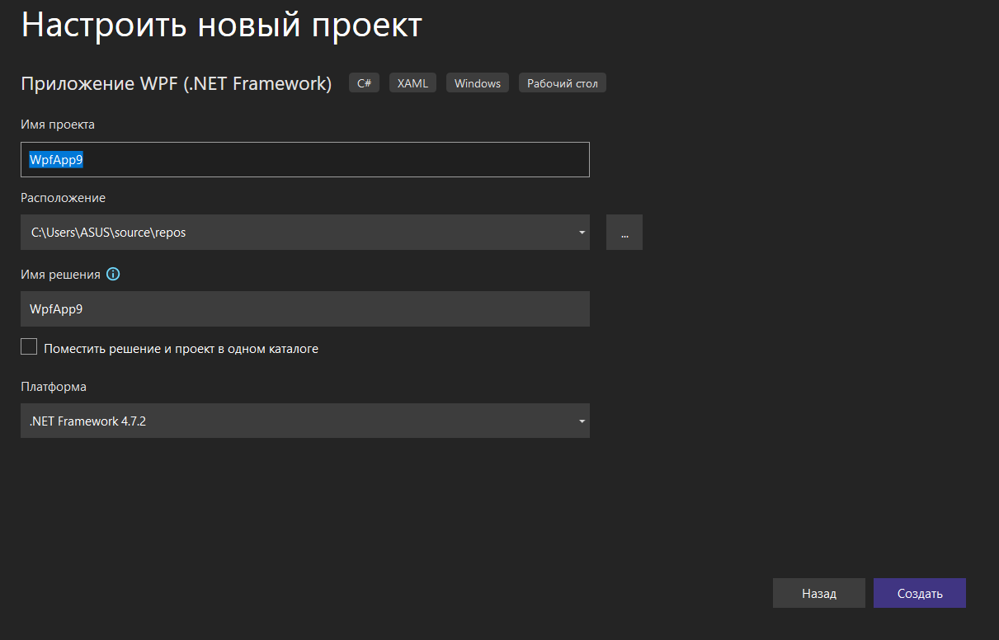 Настроить новый проект
Приложение WPF (.NET Framework) C# XAML Windows Рабочий стол
Имя проекта
WpfApp9
Расположение
C:\Users\ASUS\source\repos
...
Имя решения
WpfApp9
Поместить решение и проект в одном каталоге
Платформа
.NET Framework 4.7.2
Назад Создать